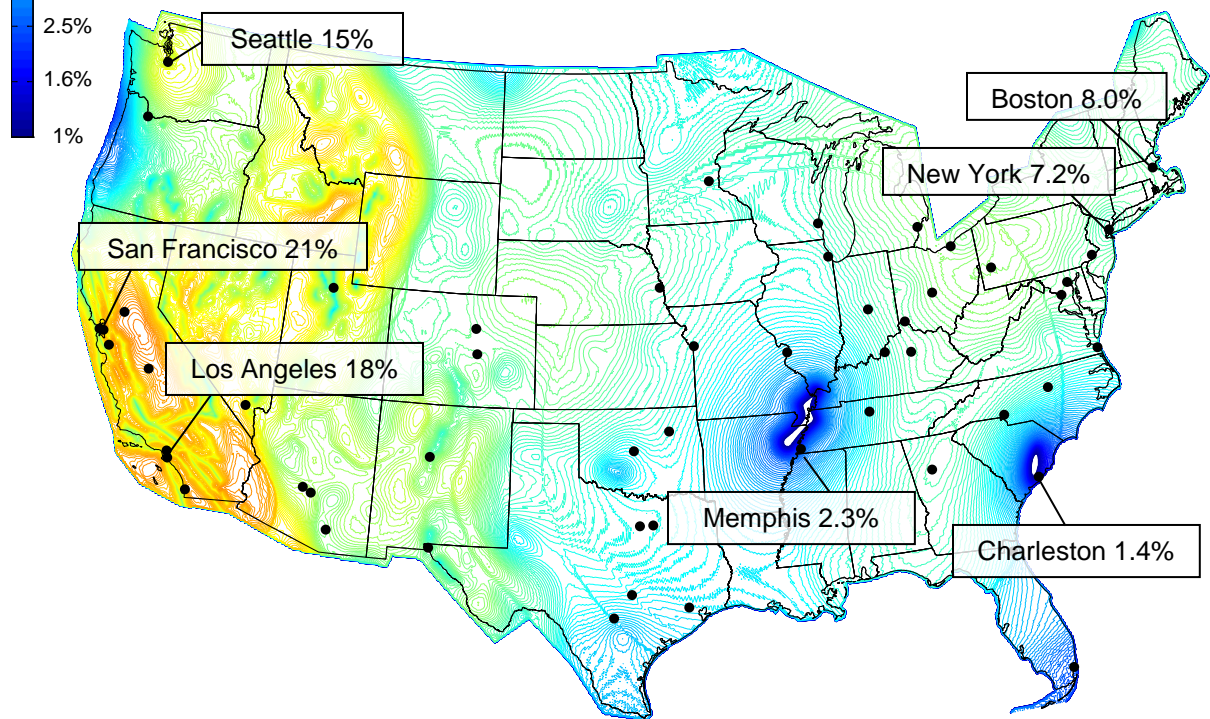 2.5%
1.6%
1%
Seattle 15%
Boston 8.0%
New York 7.2%
San Francisco 21%
Los Angeles 18%
Memphis 2.3%
Charleston 1.4%